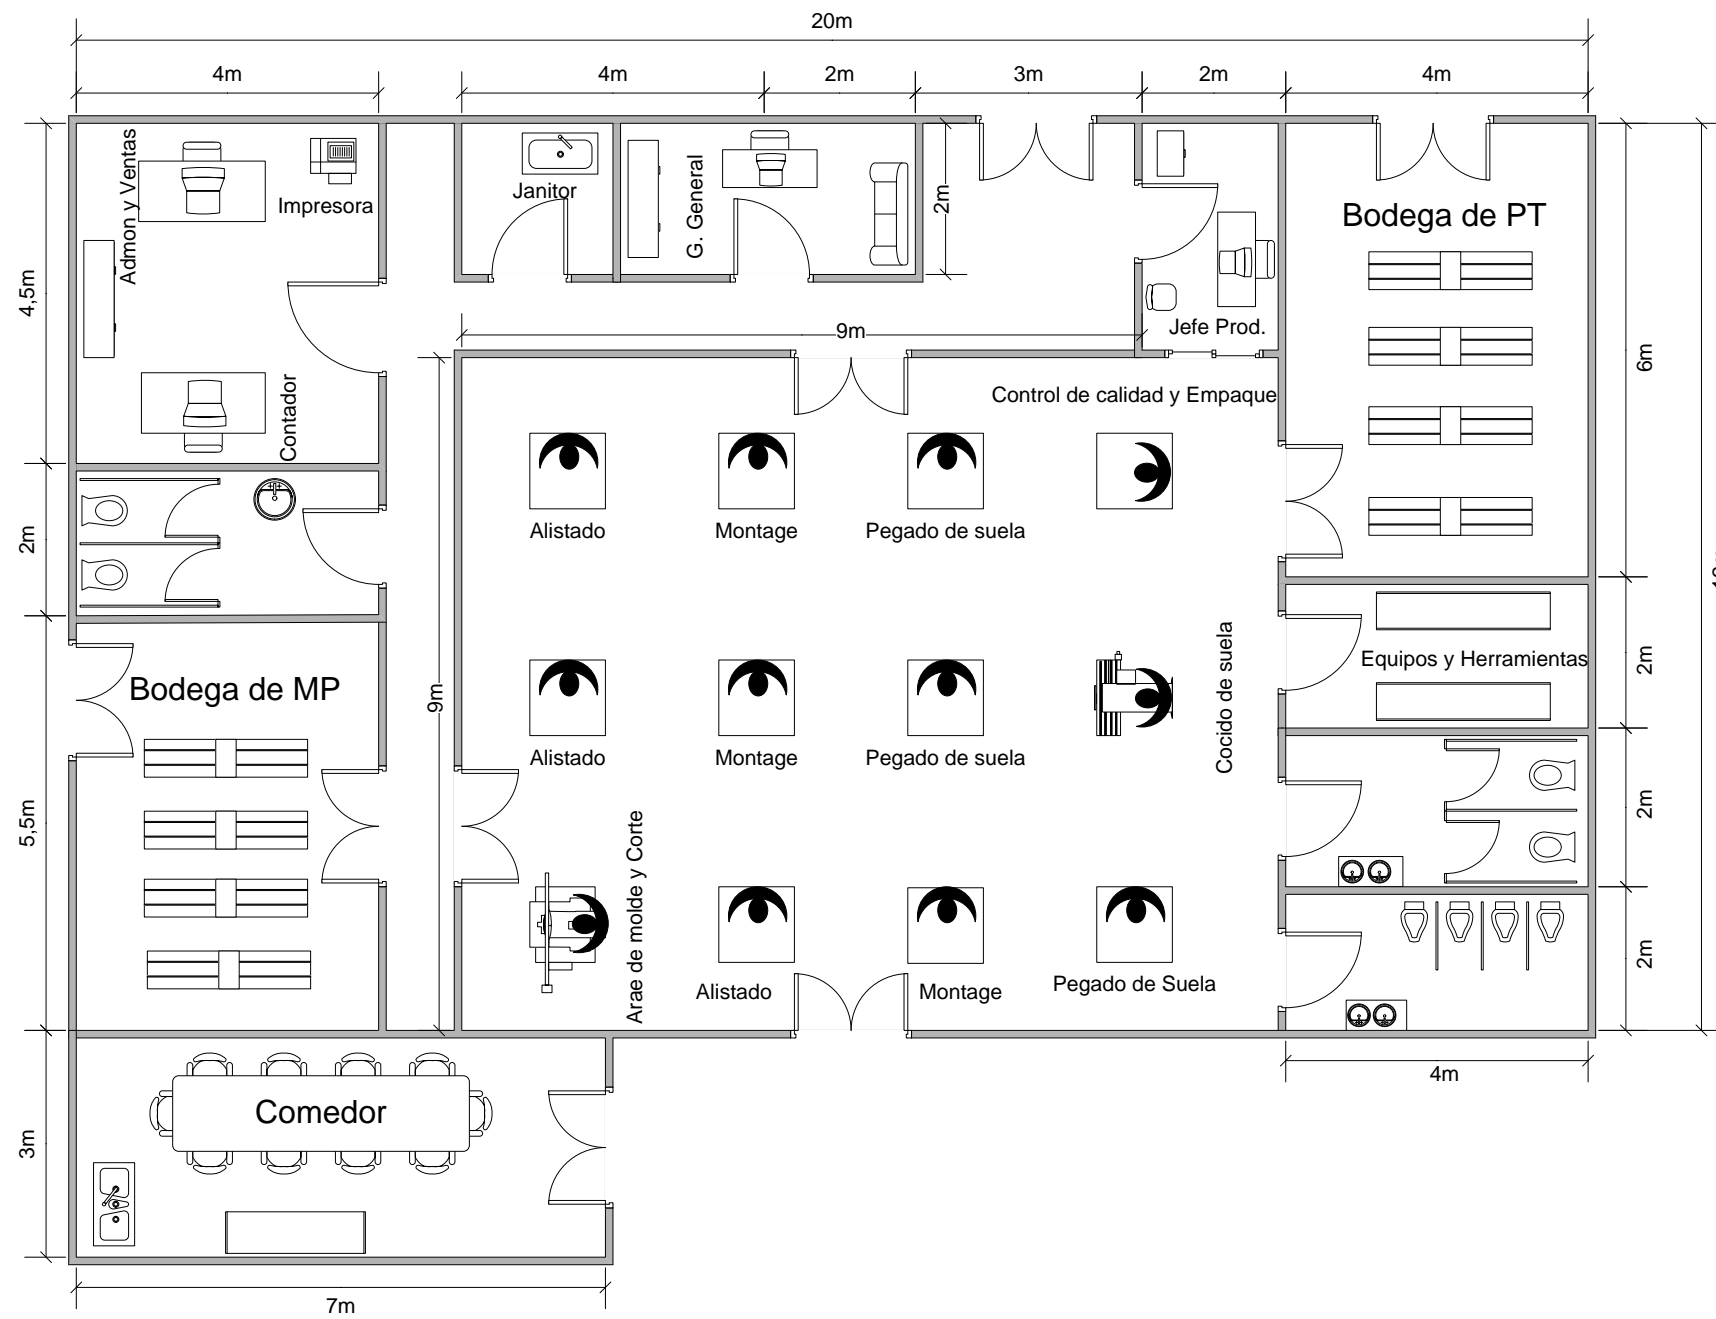 20m
4m
4m
2m
3m
2m
4m
Admon y Ventas
Impresora
Janitor
G. General
2m
Bodega de PT
4,5m
Jefe Prod.
9m
6m
Contador
Control de calidad y Empaque
2m
Alistado
Montage
Pegado de suela
Bodega de MP
9m
Alistado
Montage
Pegado de suela
Cocido de suela
Equipos y Herramientas
2m
5,5m
2m
Arae de molde y Corte
Alistado
Montage
Pegado de Suela
2m
4m
Comedor
3m
7m